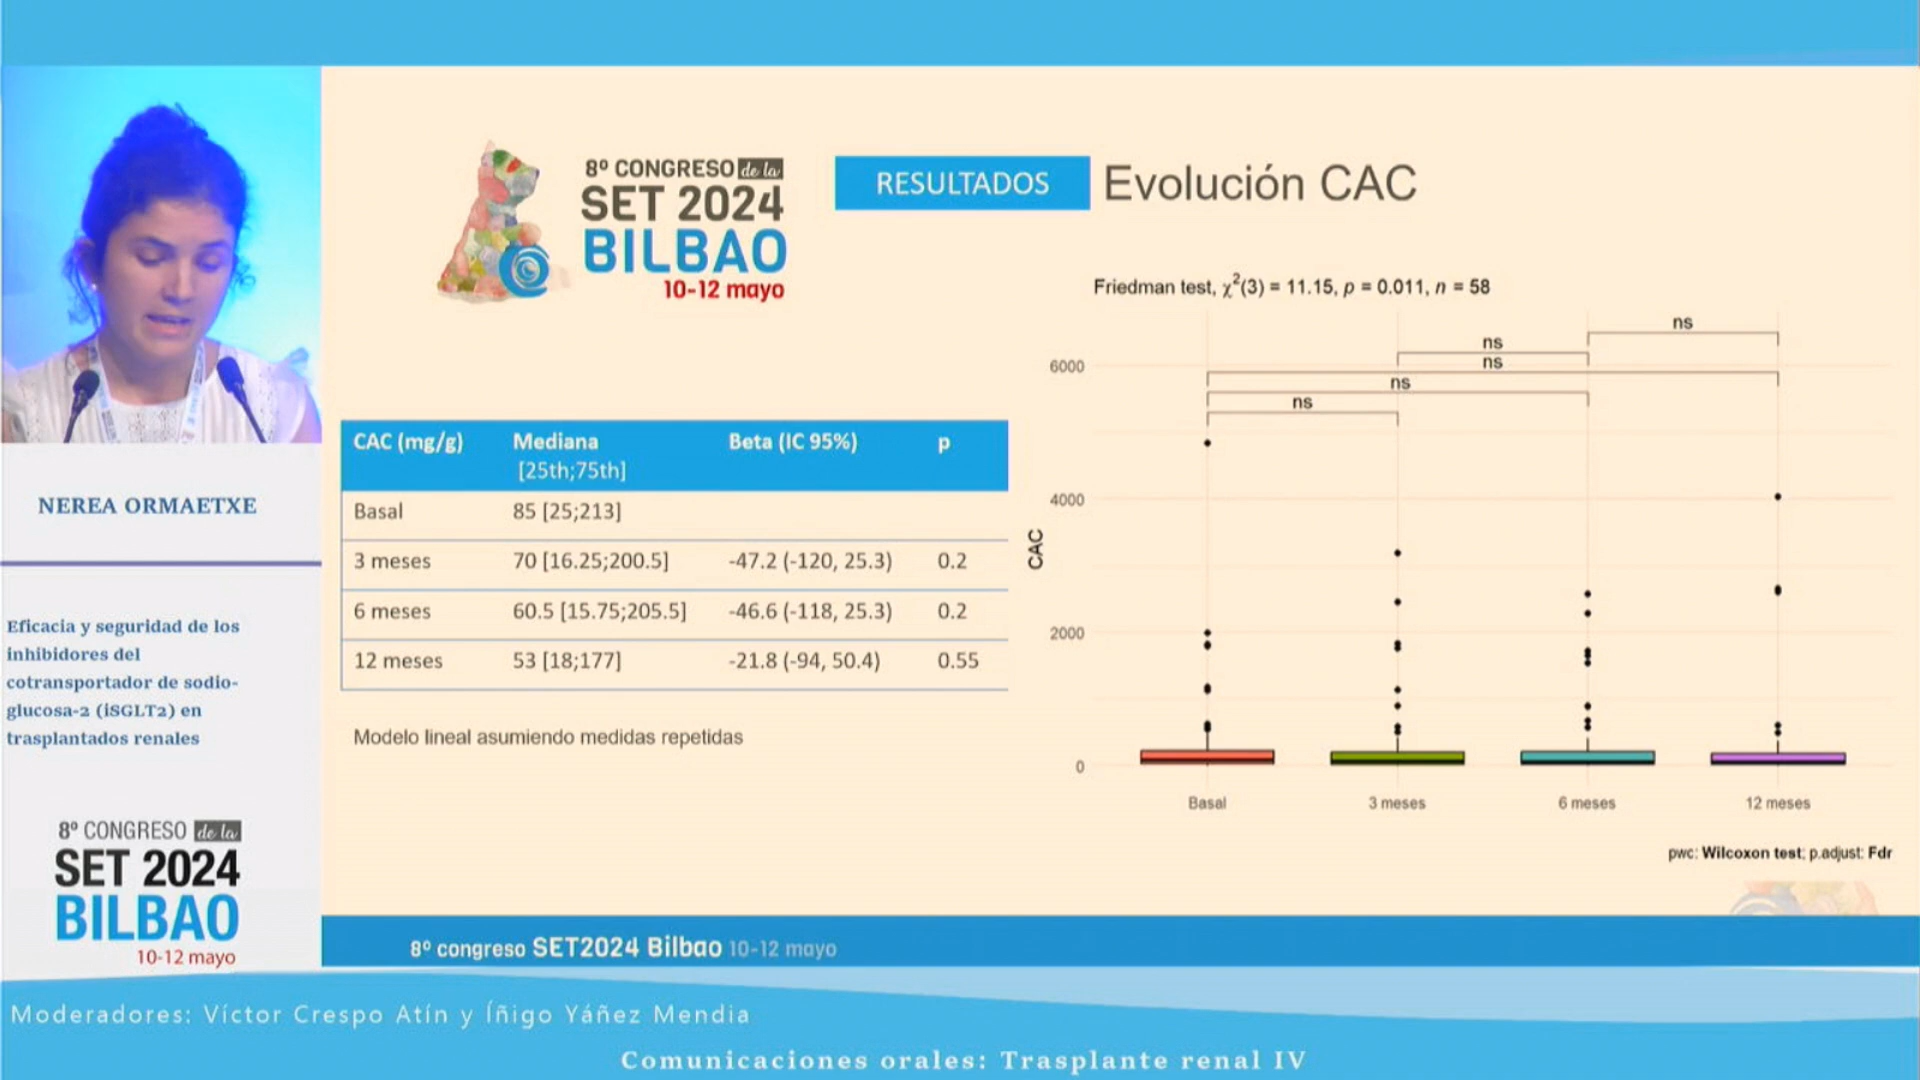 8º CONGRESO de la
SET 2024
BILBAO
10-12 mayo
RESULTADOS
Evolución CAC
Friedman test, χ²(3) = 11.15, p = 0.011, n = 58
ns
ns
ns
ns
ns
6000
4000
2000
0
CAC
Basal
3 meses
6 meses
12 meses
pwc: Wilcoxon test; p.adjust: Fdr
CAC (mg/g) Mediana [25th;75th] Beta (IC 95%) p
Basal 85 [25;213]
3 meses 70 [16.25;200.5] -47.2 (-120, 25.3) 0.2
6 meses 60.5 [15.75;205.5] -46.6 (-118, 25.3) 0.2
12 meses 53 [18;177] -21.8 (-94, 50.4) 0.55
Modelo lineal asumiendo medidas repetidas
8º congreso SET2024 Bilbao 10-12 mayo
NEREA ORMAETXE
Eficacia y seguridad de los
inhibidores del
cotransportador de sodio-
glucosa-2 (iSGLT2) en
trasplantados renales
8º CONGRESO de la
SET 2024
BILBAO
10-12 mayo
Moderadores: Víctor Crespo Atín y Íñigo Yáñez Mendia
Comunicaciones orales: Trasplante renal IV